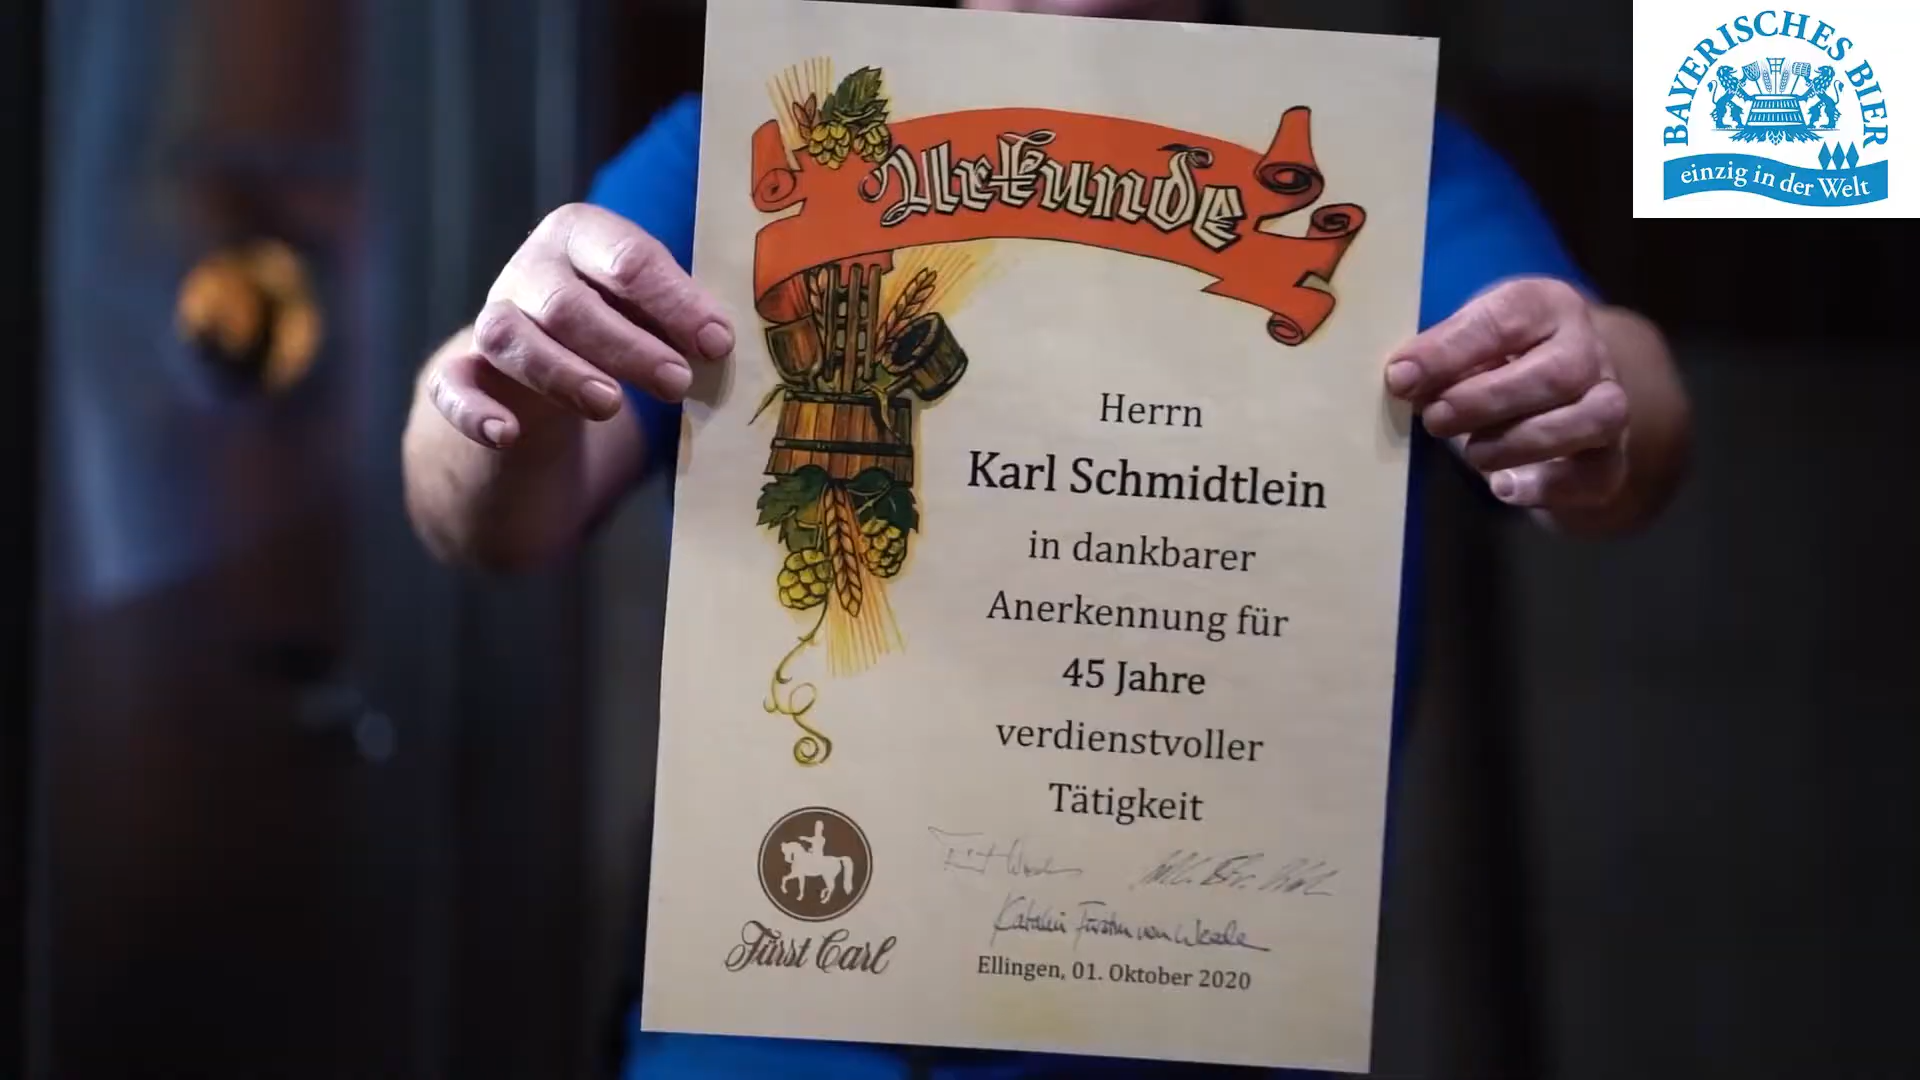 BAYERISCHES BIER
einzig in der Welt
Urkunde
Herrn
Karl Schmidtlein
in dankbarer
Anerkennung für
45 Jahre
verdienstvoller
Tätigkeit
Fürst Carl
Ellingen, 01. Oktober 2020